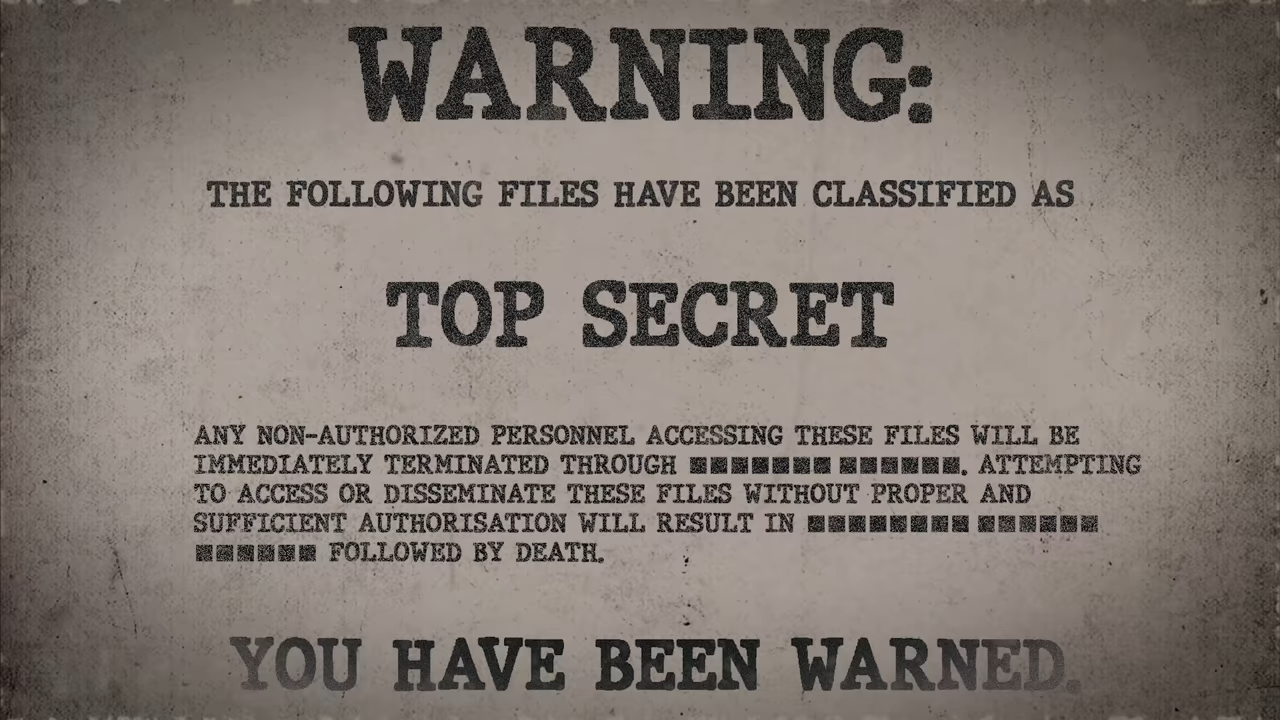 WARNING:
THE FOLLOWING FILES HAVE BEEN CLASSIFIED AS
TOP SECRET
ANY NON-AUTHORIZED PERSONNEL ACCESSING THESE FILES WILL BE
IMMEDIATELY TERMINATED THROUGH ■■■■■■■ ■■■■■■. ATTEMPTING
TO ACCESS OR DISSEMINATE THESE FILES WITHOUT PROPER AND
SUFFICIENT AUTHORISATION WILL RESULT IN ■■■■■■■■ ■■■■■■
■■■■■■ FOLLOWED BY DEATH.
YOU HAVE BEEN WARNED.